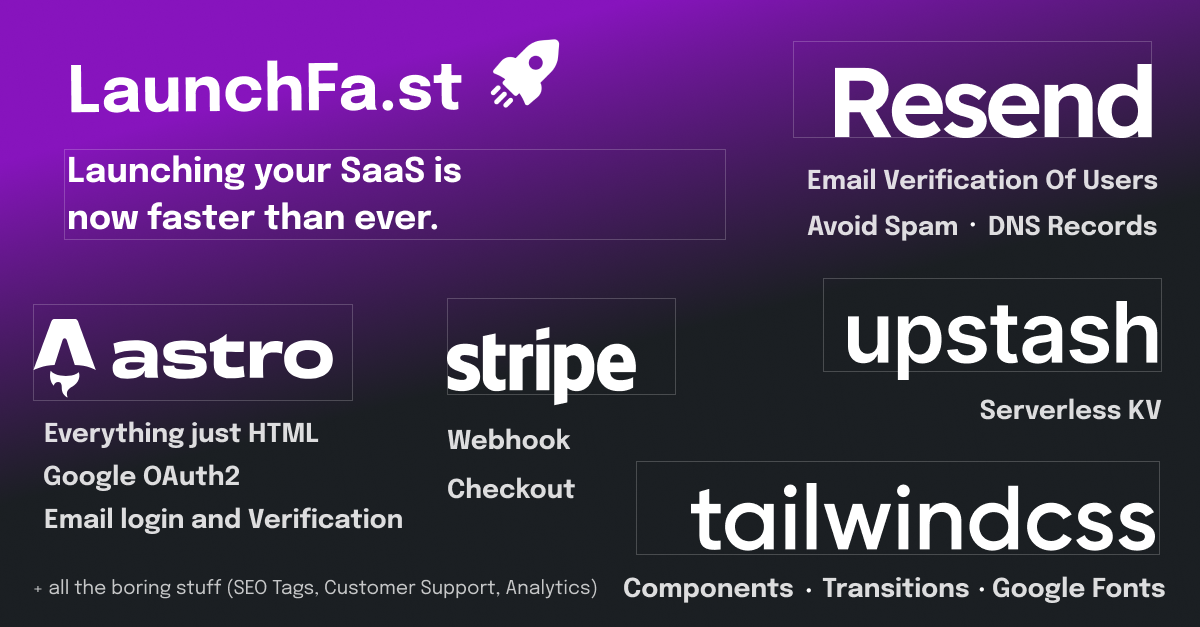 LaunchFa.st
Launching your SaaS is
now faster than ever.
Resend
Email Verification Of Users
Avoid Spam · DNS Records
astro
Everything just HTML
Google OAuth2
Email login and Verification
stripe
Webhook
Checkout
upstash
Serverless KV
tailwindcss
Components · Transitions · Google Fonts
+ all the boring stuff (SEO Tags, Customer Support, Analytics)